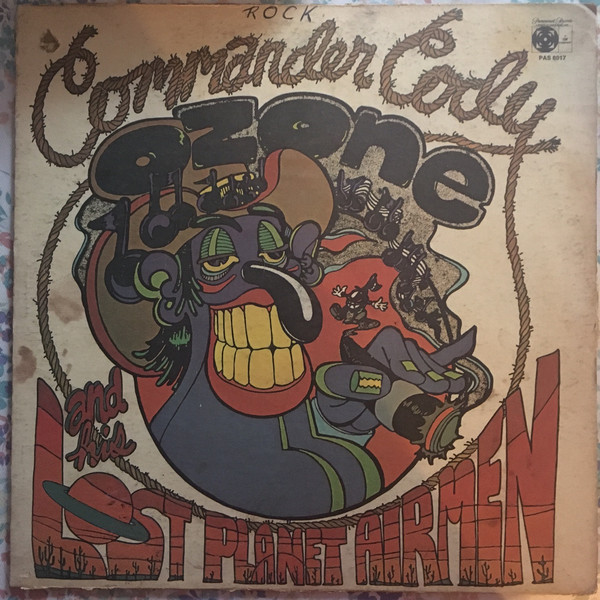 ROCK
Commander Cody
PAS 6017
Ozone
and
his
LOST PLANET AIRMEN